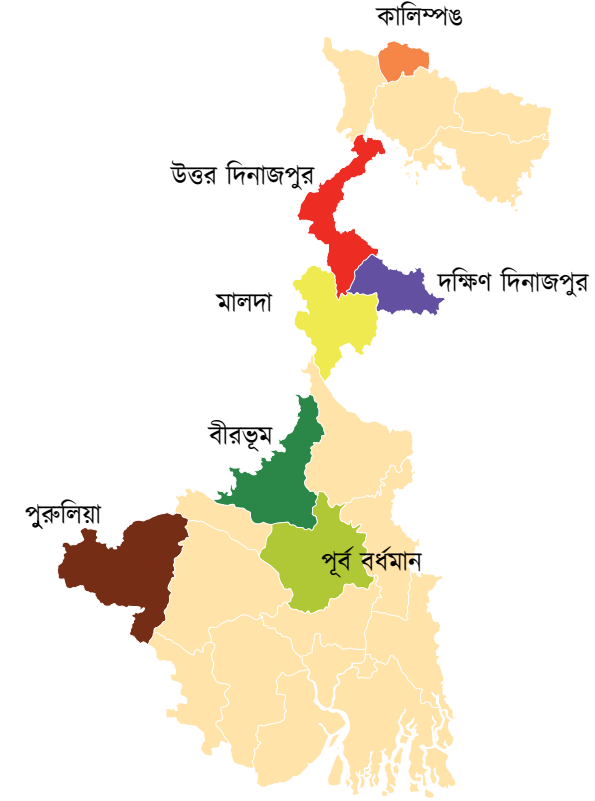 কালিম্পঙ
উত্তর দিনাজপুর
দক্ষিণ দিনাজপুর
মালদা
বীরভূম
পুরুলিয়া
পূর্ব বর্ধমান